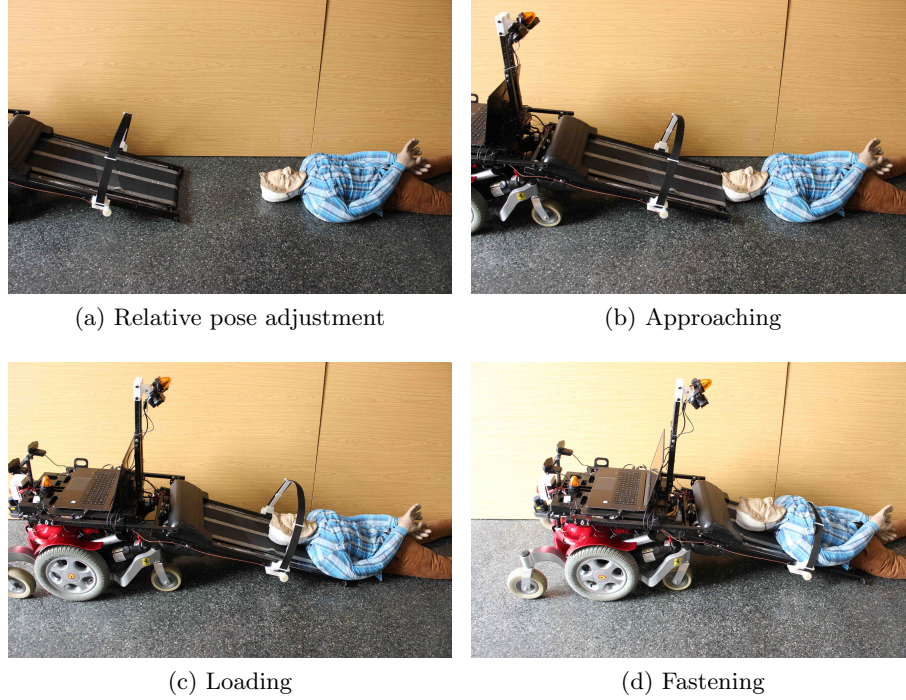 (a) Relative pose adjustment
(b) Approaching
(c) Loading
(d) Fastening